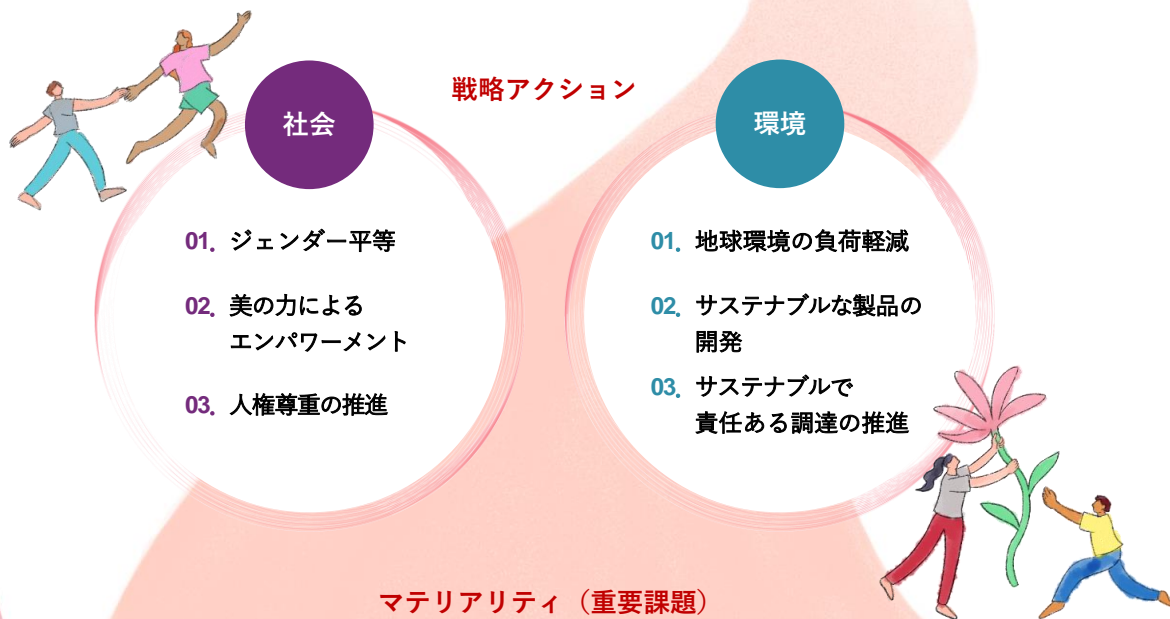 戦略アクション
社会
01. ジェンダー平等
02. 美の力による
エンパワーメント
03. 人権尊重の推進
環境
01. 地球環境の負荷軽減
02. サステナブルな製品の
開発
03. サステナブルで
責任ある調達の推進
マテリアリティ（重要課題）